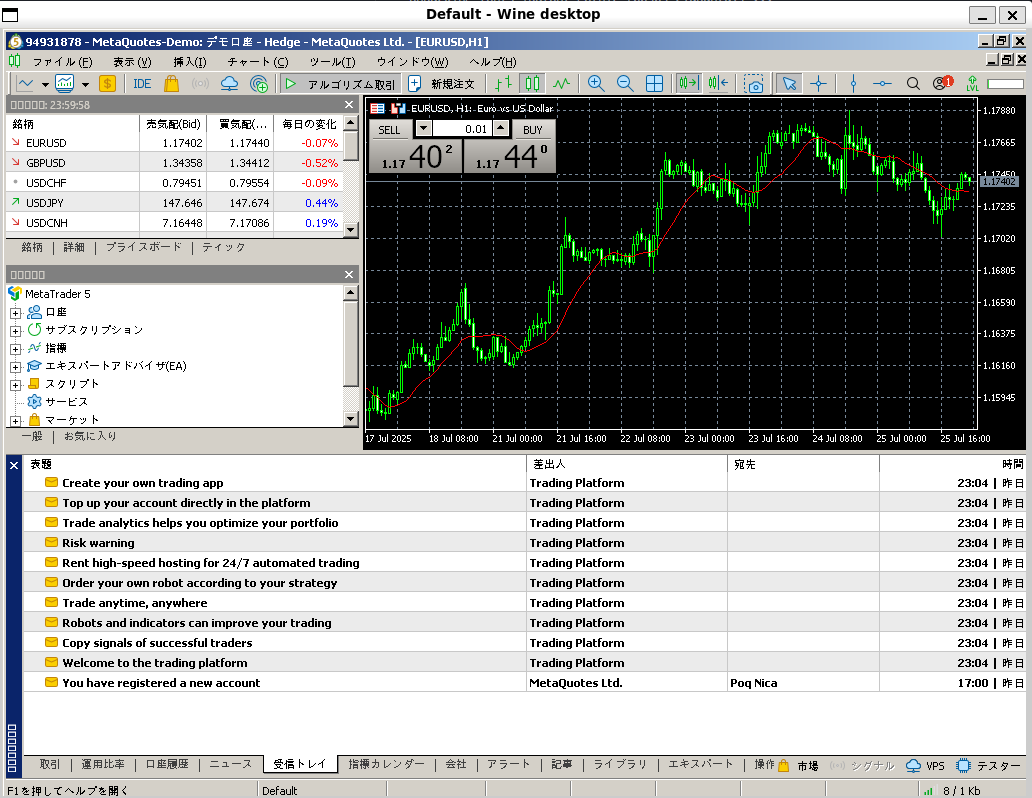 Default - Wine desktop
94931878 - MetaQuotes-Demo: デモ口座 - Hedge - MetaQuotes Ltd. - [EURUSD,H1]
ファイル(F) 表示(V) 挿入(I) チャート(C) ツール(T) ウインドウ(W) ヘルプ(H)
IDE アルゴリズム取引 新規注文 1 LVL
23:59:58
銘柄 売気配(Bid) 買気配(... 毎日の変化
EURUSD 1.17402 1.17440 -0.07%
GBPUSD 1.34358 1.34412 -0.52%
USDCHF 0.79451 0.79554 -0.09%
USDJPY 147.646 147.674 0.44%
USDCNH 7.16448 7.17086 0.19%
銘柄 | 詳細 | プライスボード | ティック
MetaTrader 5
口座
サブスクリプション
指標
エキスパートアドバイザ(EA)
スクリプト
サービス
マーケット
一般 | お気に入り
EURUSD, H1: Euro vs US Dollar
SELL 0.01 BUY
1.17 40 2 1.17 44 0
1.17880
1.17665
1.17450
1.17402
1.17235
1.17020
1.16805
1.16590
1.16375
1.16160
1.15945
17 Jul 2025 18 Jul 08:00 21 Jul 00:00 21 Jul 16:00 22 Jul 08:00 23 Jul 00:00 23 Jul 16:00 24 Jul 08:00 25 Jul 00:00 25 Jul 16:00
表題 差出人 宛先 時間
Create your own trading app Trading Platform 23:04 | 昨日
Top up your account directly in the platform Trading Platform 23:04 | 昨日
Trade analytics helps you optimize your portfolio Trading Platform 23:04 | 昨日
Risk warning Trading Platform 23:04 | 昨日
Rent high-speed hosting for 24/7 automated trading Trading Platform 23:04 | 昨日
Order your own robot according to your strategy Trading Platform 23:04 | 昨日
Trade anytime, anywhere Trading Platform 23:04 | 昨日
Robots and indicators can improve your trading Trading Platform 23:04 | 昨日
Copy signals of successful traders Trading Platform 23:04 | 昨日
Welcome to the trading platform Trading Platform 23:04 | 昨日
You have registered a new account MetaQuotes Ltd. Poq Nica 17:00 | 昨日
取引 | 運用比率 | 口座履歴 | ニュース 受信トレイ 指標カレンダー | 会社 | アラート | 記事 | ライブラリ | エキスパート | 操作 市場 シグナル VPS テスター
F1を押してヘルプを開く Default 8 / 1 Kb